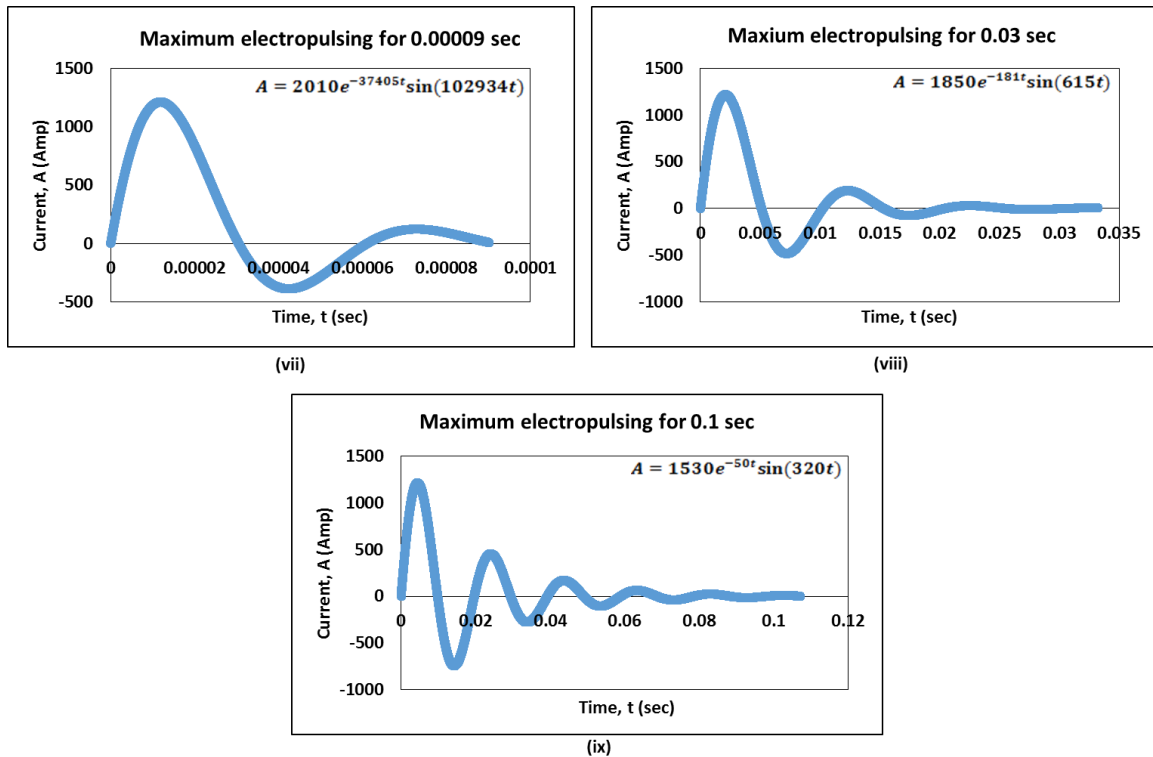 Maximum electropulsing for 0.00009 sec
A = 2010e^{-37405t}sin(102934t)
1500
1000
500
0
-500
Current, A (Amp)
0 0.00002 0.00004 0.00006 0.00008 0.0001
Time, t (sec)
(vii)
Maxium electropulsing for 0.03 sec
A = 1850e^{-181t}sin(615t)
1500
1000
500
0
-500
-1000
Current, A (Amp)
0 0.005 0.01 0.015 0.02 0.025 0.03 0.035
Time, t (sec)
(viii)
Maximum electropulsing for 0.1 sec
A = 1530e^{-50t}sin(320t)
1500
1000
500
0
-500
-1000
Current, A (Amp)
0 0.02 0.04 0.06 0.08 0.1 0.12
Time, t (sec)
(ix)